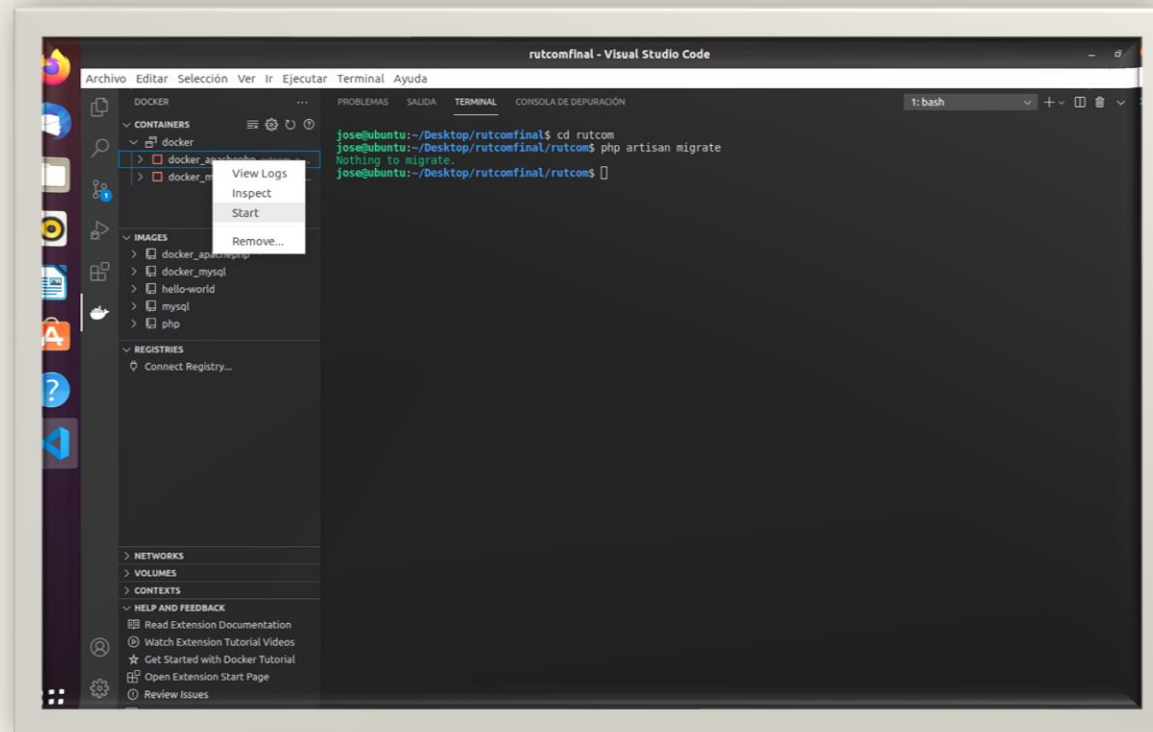 rutcomfinal - Visual Studio Code
Archivo Editar Selección Ver Ir Ejecutar Terminal Ayuda
DOCKER
CONTAINERS
docker
docker_apachephp
docker_m
View Logs
Inspect
Start
Remove...
IMAGES
docker_apachephp
docker_mysql
hello-world
mysql
php
REGISTRIES
Connect Registry...
NETWORKS
VOLUMES
CONTEXTS
HELP AND FEEDBACK
Read Extension Documentation
Watch Extension Tutorial Videos
Get Started with Docker Tutorial
Open Extension Start Page
Review Issues
PROBLEMAS SALIDA TERMINAL CONSOLA DE DEPURACIÓN
1: bash
jose@ubuntu:~/Desktop/rutcomfinal$ cd rutcom
jose@ubuntu:~/Desktop/rutcomfinal/rutcom$ php artisan migrate
Nothing to migrate.
jose@ubuntu:~/Desktop/rutcomfinal/rutcom$